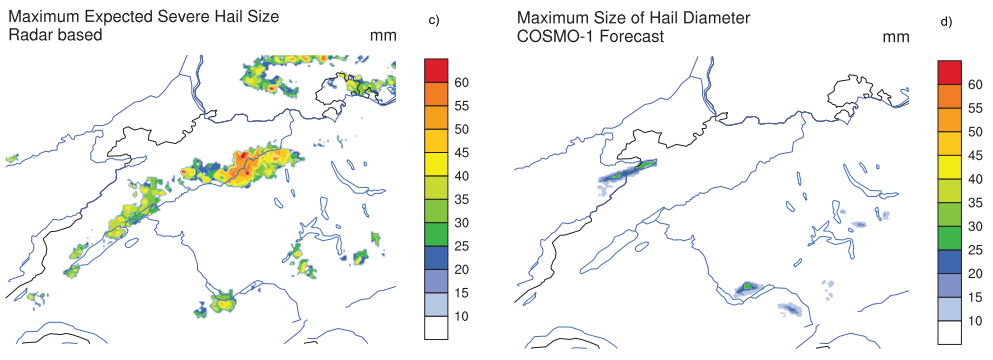 Maximum Expected Severe Hail Size
Radar based
mm
c)
60
55
50
45
40
35
30
25
20
15
10
Maximum Size of Hail Diameter
COSMO-1 Forecast
mm
d)
60
55
50
45
40
35
30
25
20
15
10